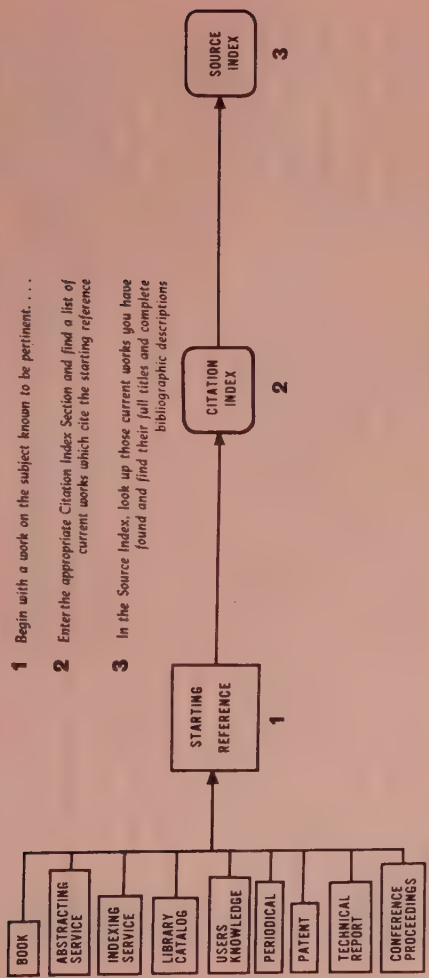 1 Begin with a work on the subject known to be pertinent. . . .
2 Enter the appropriate Citation Index Section and find a list of
current works which cite the starting reference
3 In the Source Index, look up those current works you have
found and find their full titles and complete
bibliographic descriptions
BOOK
ABSTRACTING
SERVICE
INDEXING
SERVICE
LIBRARY
CATALOG
USERS
KNOWLEDGE
PERIODICAL
PATENT
TECHNICAL
REPORT
CONFERENCE
PROCEEDINGS
STARTING
REFERENCE
1
CITATION
INDEX
2
SOURCE
INDEX
3